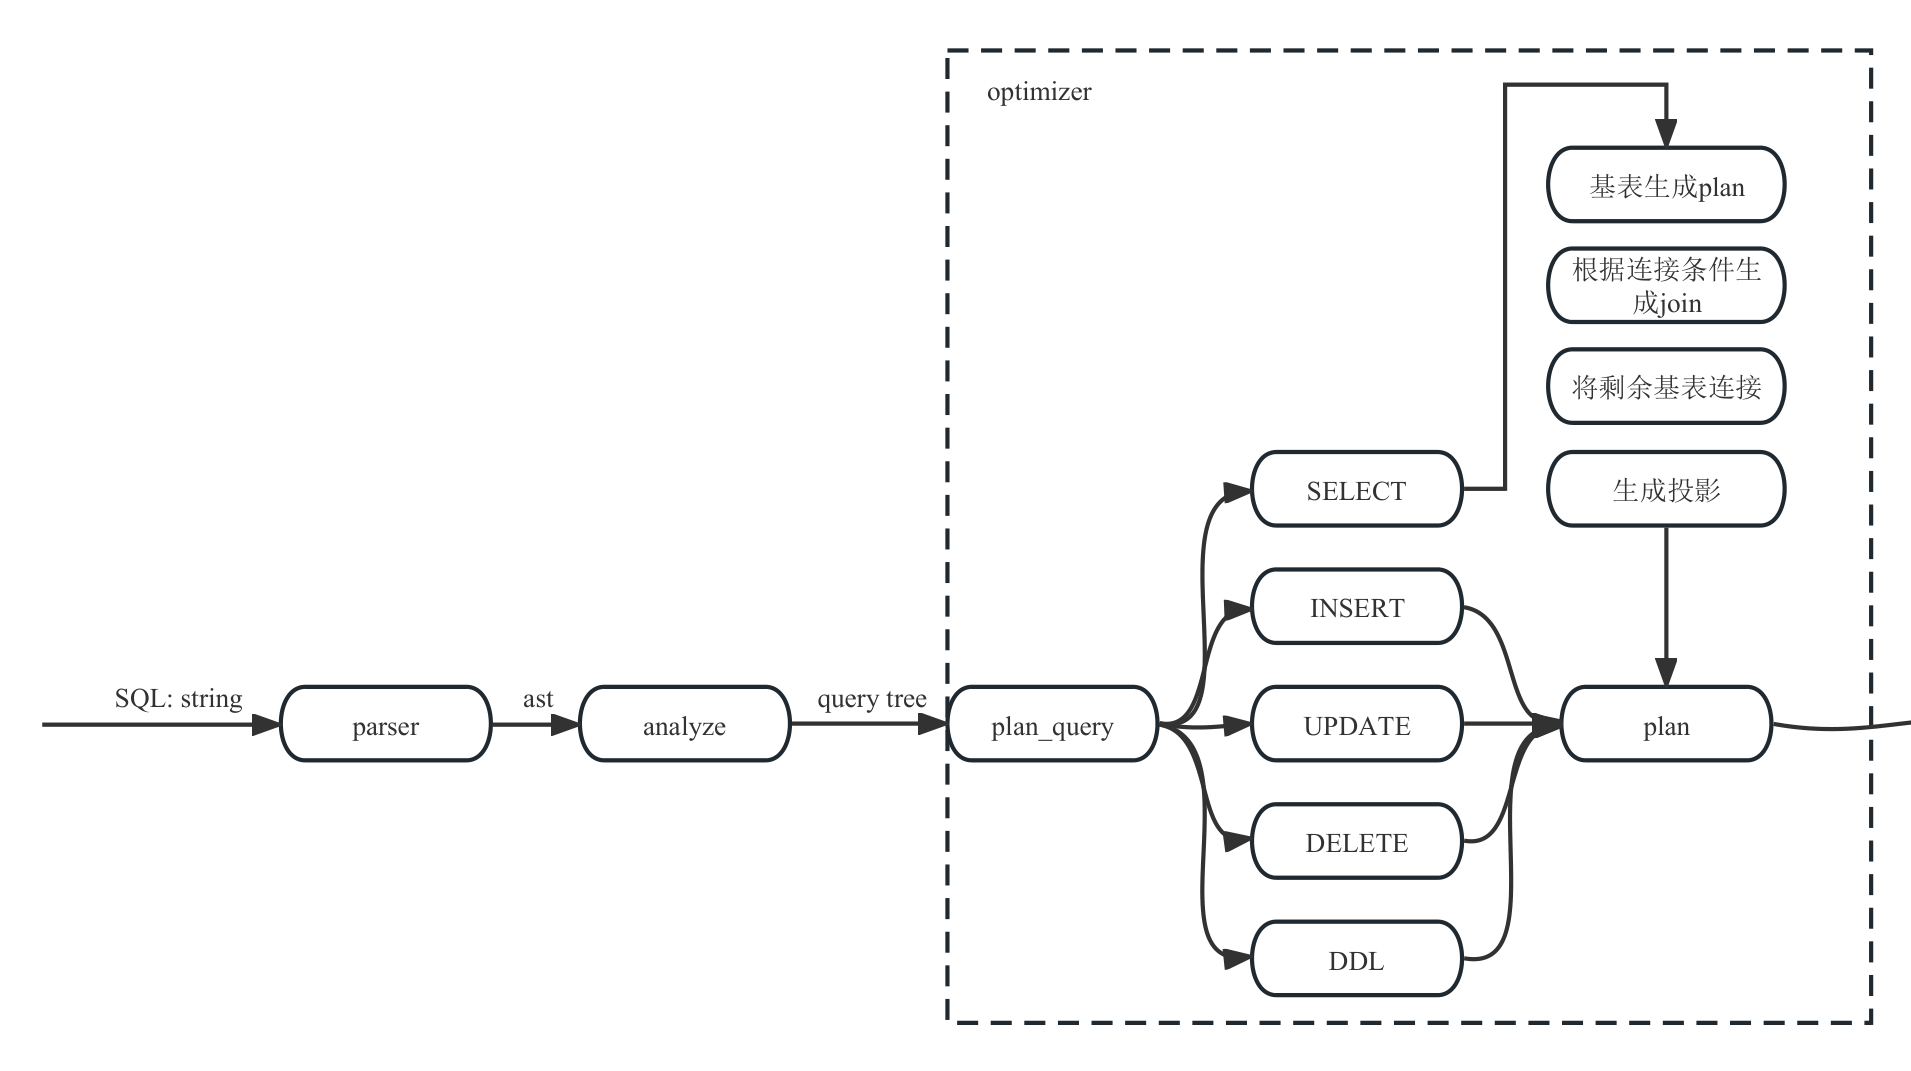 optimizer
基表生成plan
根据连接条件生
成join
将剩余基表连接
SELECT
生成投影
INSERT
SQL: string
ast
query tree
parser
analyze
plan_query
UPDATE
plan
DELETE
DDL